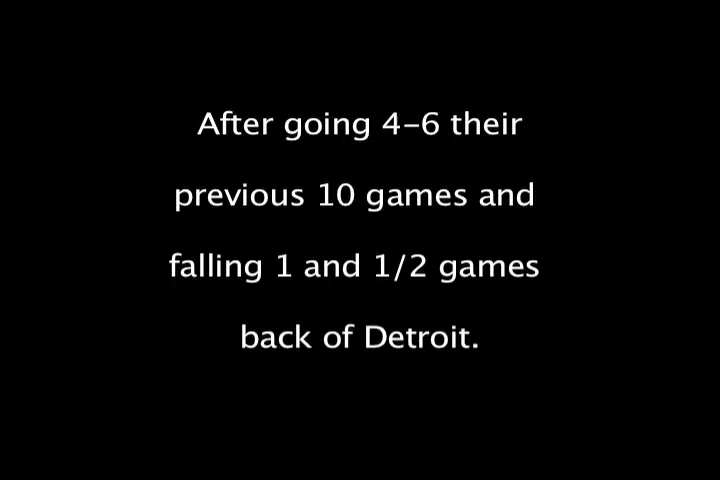 After going 4-6 their
previous 10 games and
falling 1 and 1/2 games
back of Detroit.